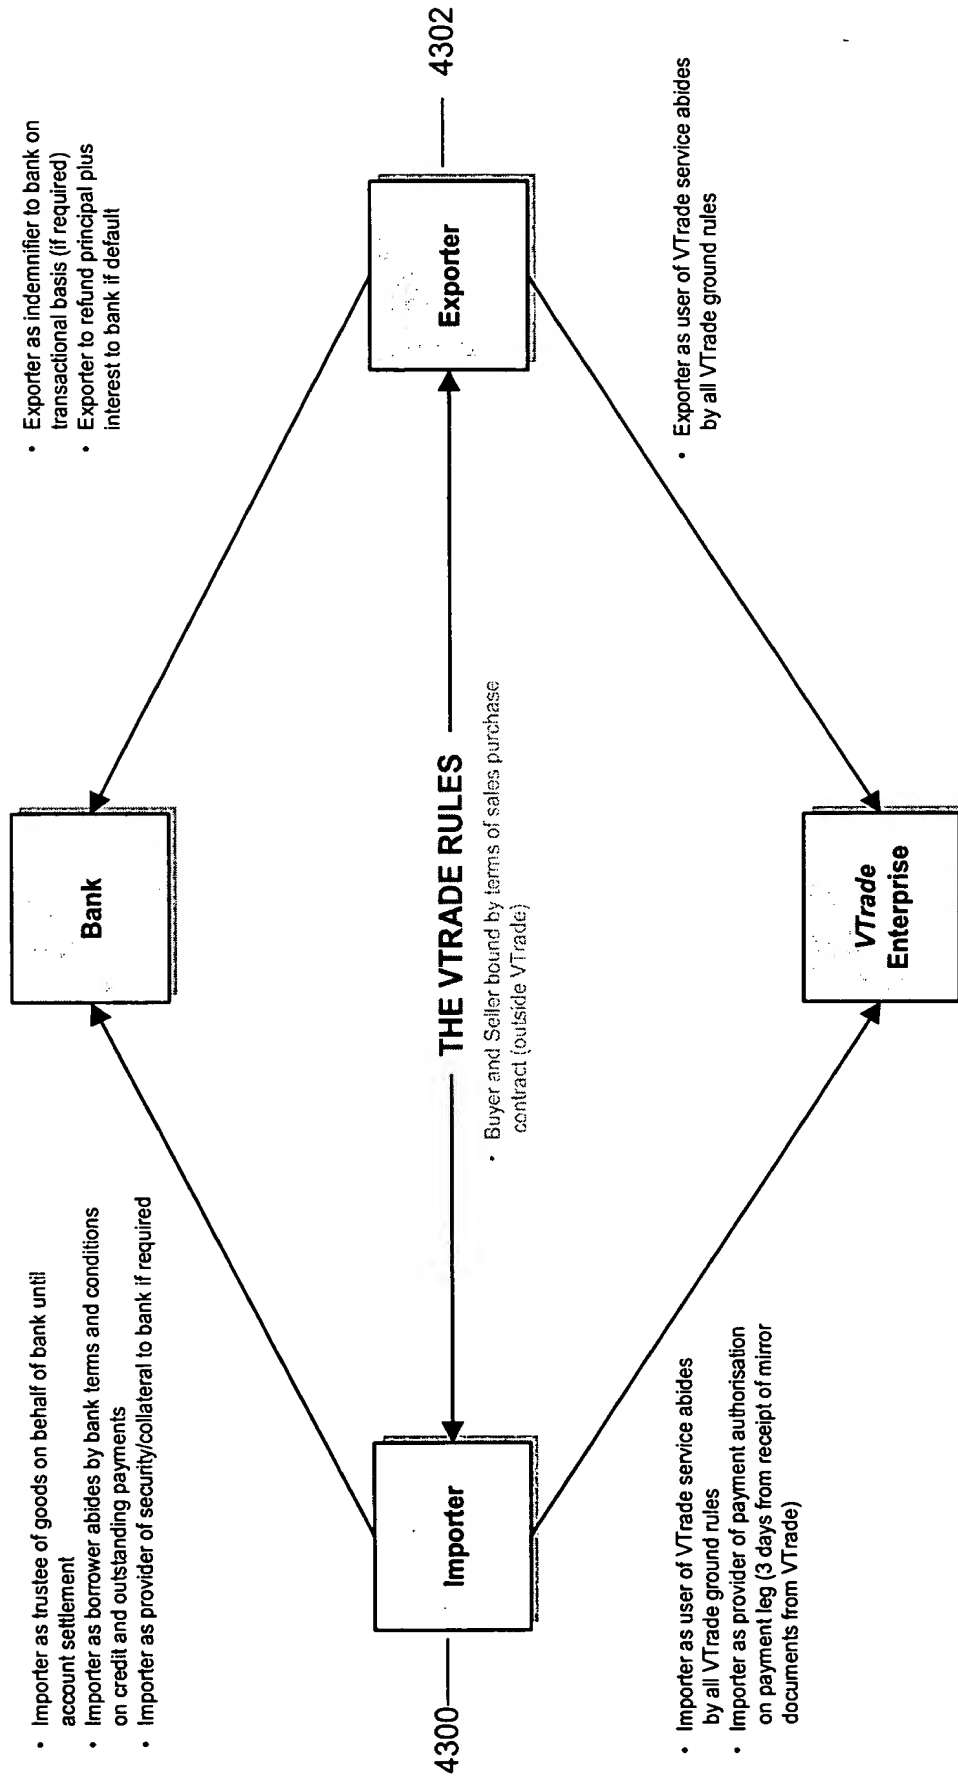 • Importer as trustee of goods on behalf of bank until
account settlement
• Importer as borrower abides by bank terms and conditions
on credit and outstanding payments
• Importer as provider of security/collateral to bank if required
Bank
• Exporter as indemnifier to bank on
transactional basis (if required)
• Exporter to refund principal plus
interest to bank if default
4300
Importer
THE VTRADE RULES
• Buyer and Seller bound by terms of sales purchase
contract (outside VTrade)
Exporter
4302
• Importer as user of VTrade service abides
by all VTrade ground rules
• Importer as provider of payment authorisation
on payment leg (3 days from receipt of mirror
documents from VTrade)
VTrade
Enterprise
• Exporter as user of VTrade service abides
by all VTrade ground rules